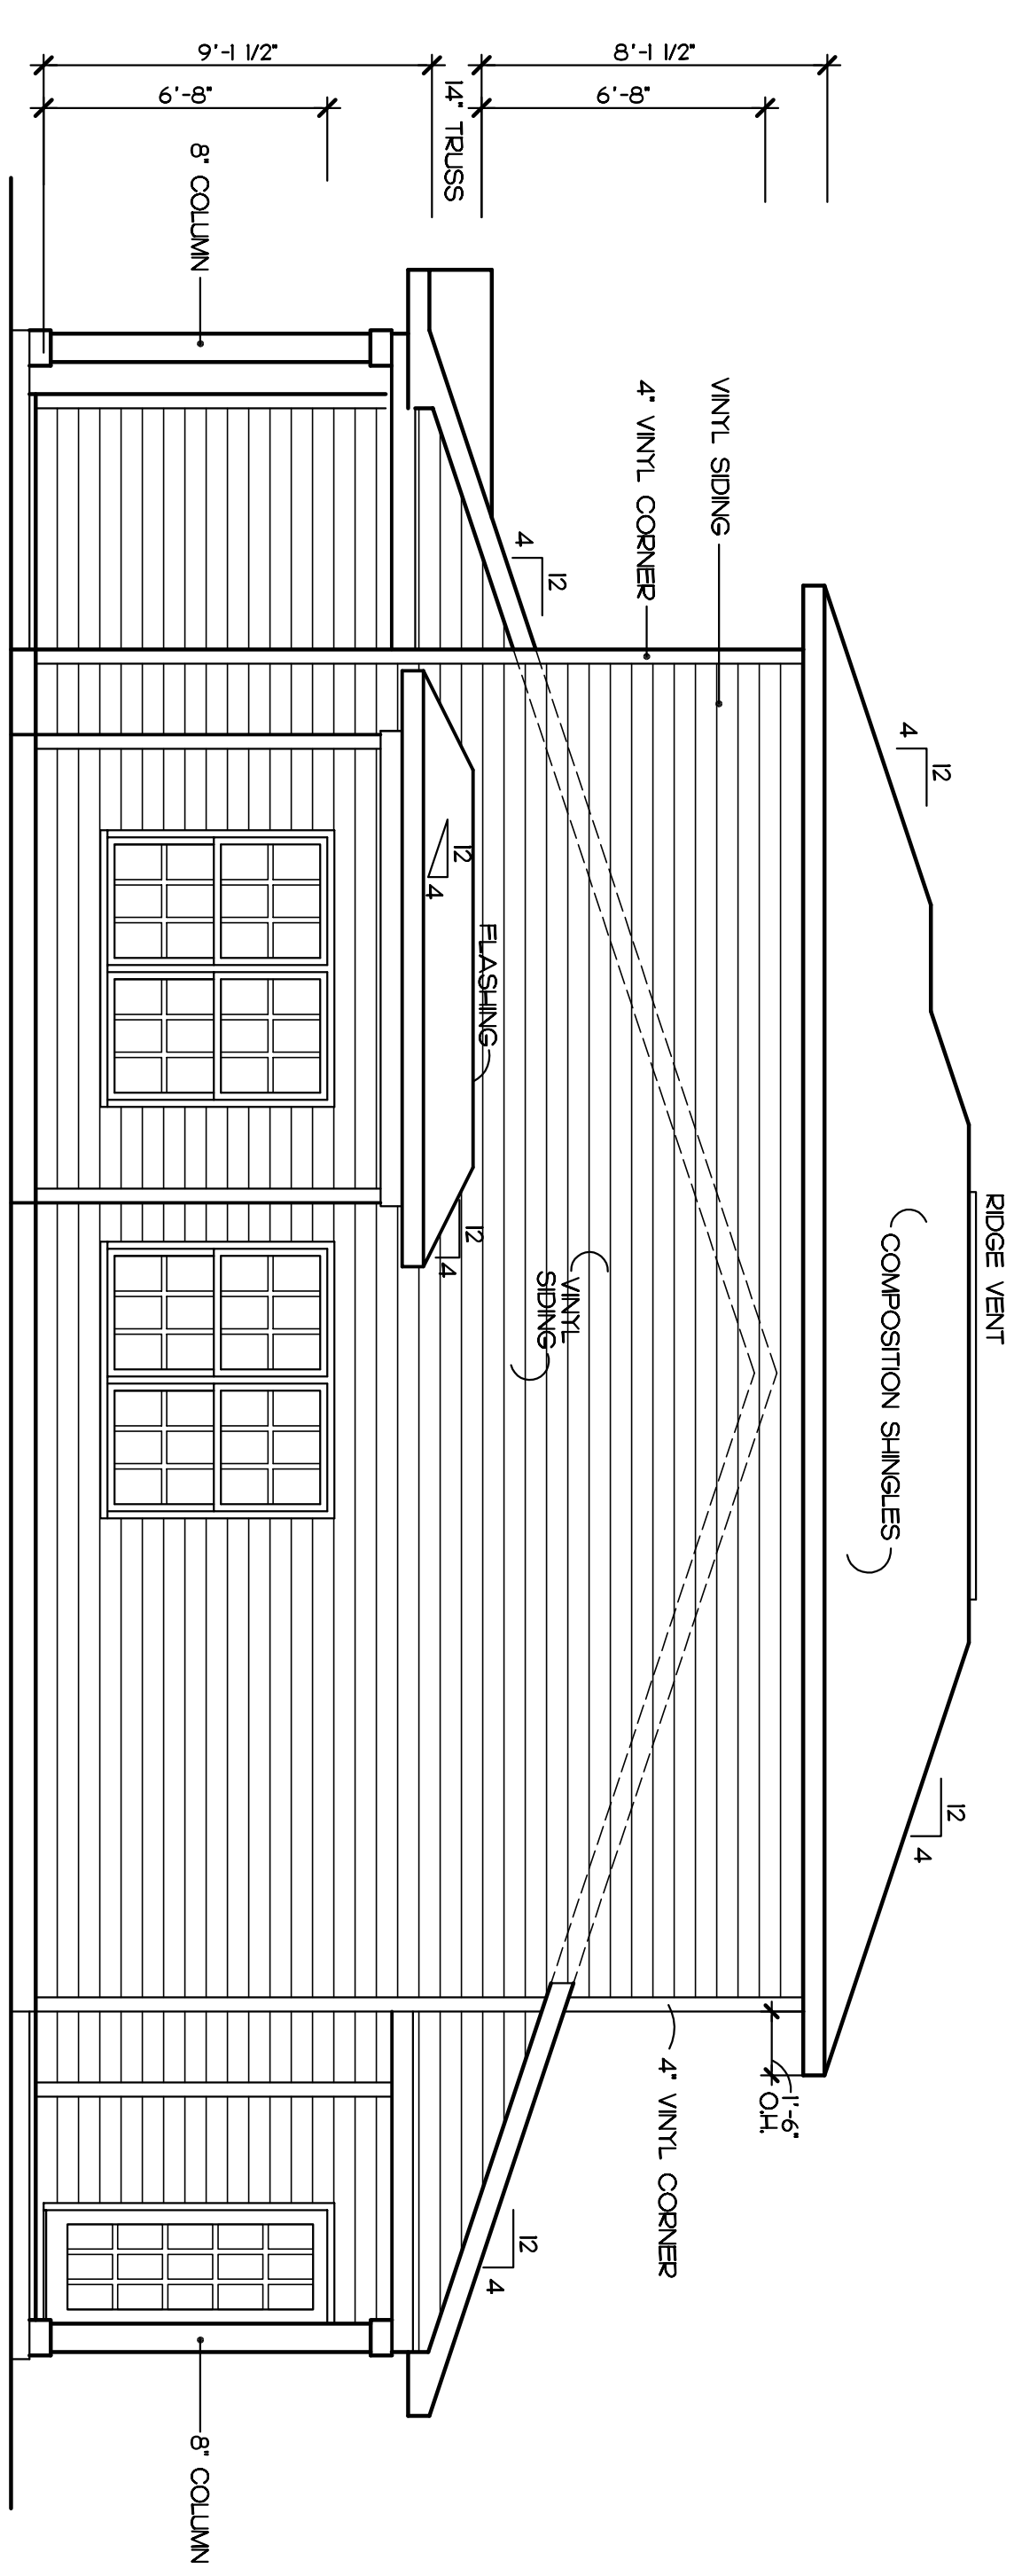 RIDGE VENT
COMPOSITION SHINGLES
12
4
12
4
8'-1 1/2"
6'-8"
VINYL SIDING
4" VINYL CORNER
1'-6"
O.H.
4" VINYL CORNER
12
4
VINYL
SIDING
12
4
14" TRUSS
FLASHING
12
4
12
4
9'-1 1/2"
6'-8"
8" COLUMN
8" COLUMN